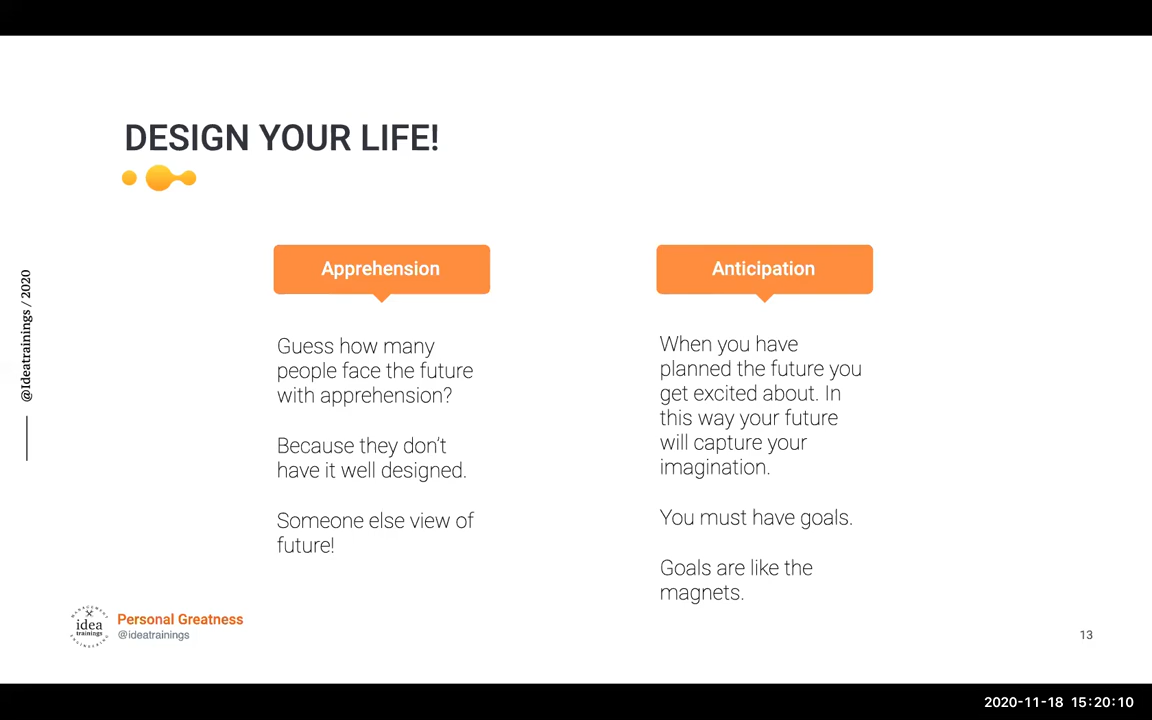 DESIGN YOUR LIFE!
@Ideatrainings / 2020
Apprehension
Guess how many
people face the future
with apprehension?
Because they don't
have it well designed.
Someone else view of
future!
Anticipation
When you have
planned the future you
get excited about. In
this way your future
will capture your
imagination.
You must have goals.
Goals are like the
magnets.
MANAGEMENT
idea
trainings
ENGINEERING
Personal Greatness
@ideatrainings
13
2020-11-18 15:20:10